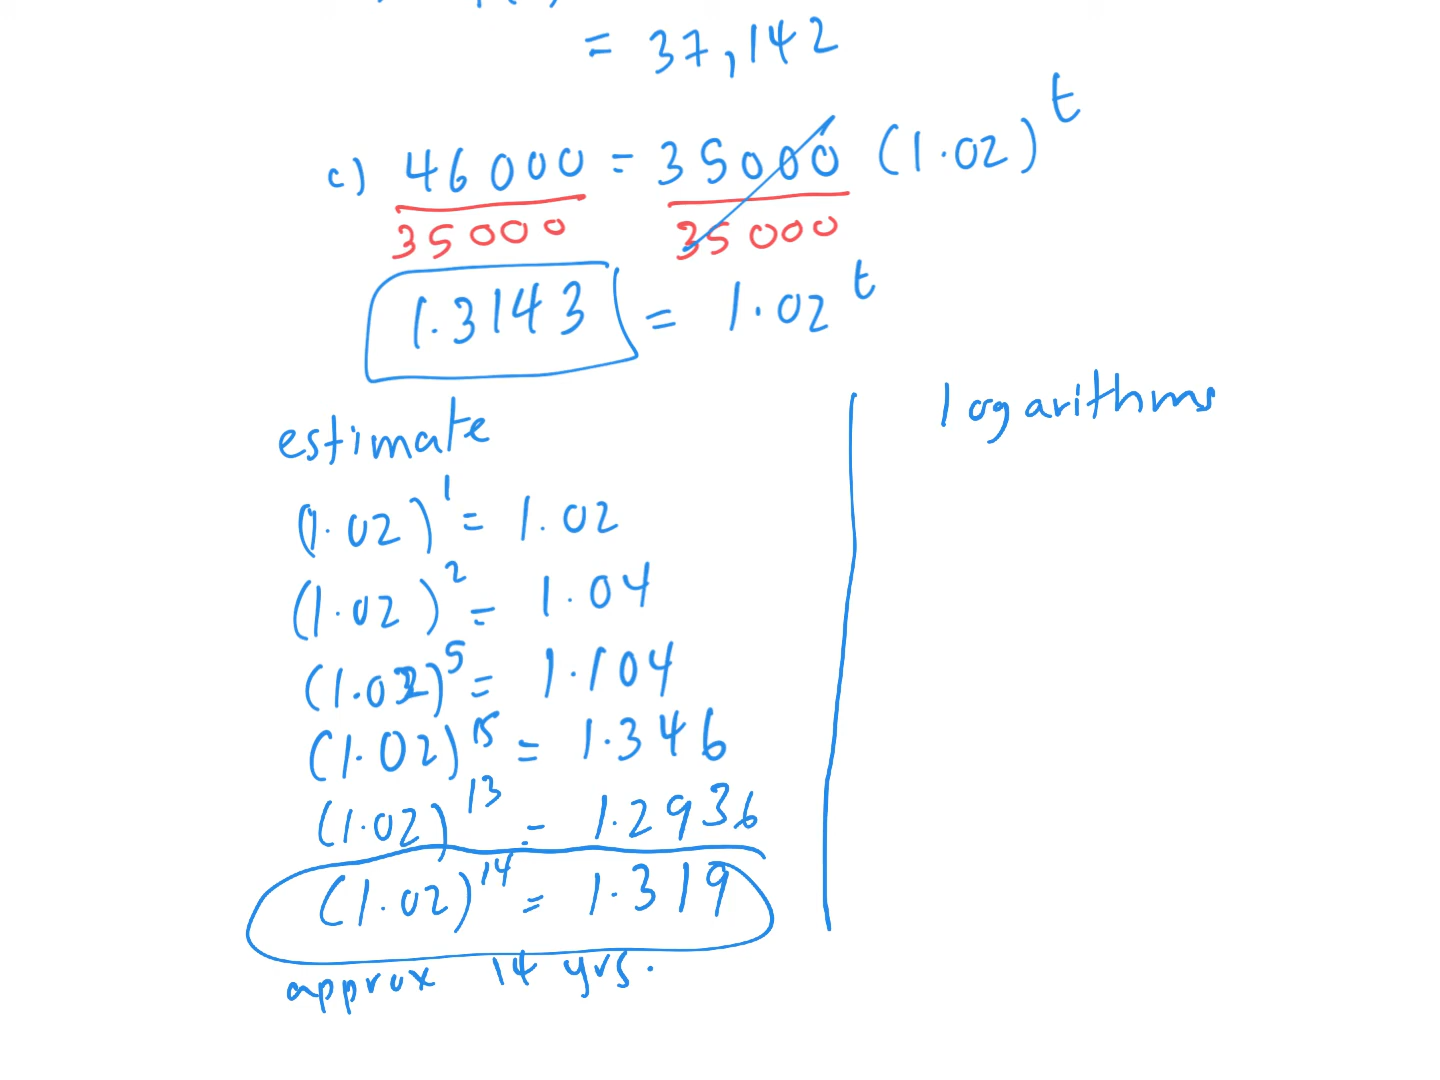 = 37,142
c) 46000 = 35000 (1.02)^t
35000 35000
1.3143 = 1.02^t
estimate
logarithms
(1.02)^1 = 1.02
(1.02)^2 = 1.04
(1.02)^5 = 1.104
(1.02)^15 = 1.346
(1.02)^13 = 1.2936
(1.02)^14 = 1.319
approx 14 yrs.